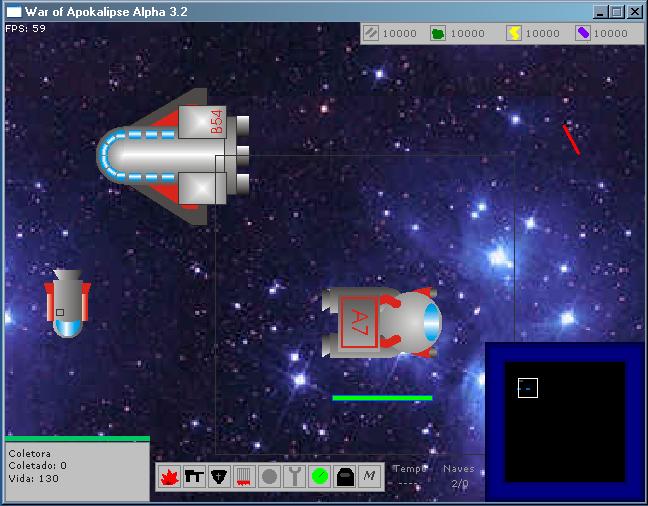 War of Apokalipse Alpha 3.2
FPS: 59
10000 10000 10000 10000
B54
A7
Coletora
Coletado: 0
Vida: 130
M
Tempo Naves
---- 2/0